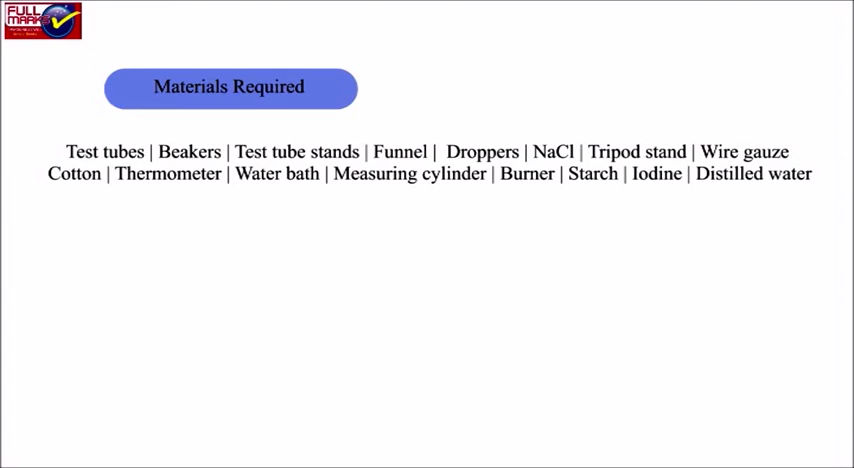 FULL
MARKS
Materials Required
Test tubes | Beakers | Test tube stands | Funnel | Droppers | NaCl | Tripod stand | Wire gauze
Cotton | Thermometer | Water bath | Measuring cylinder | Burner | Starch | Iodine | Distilled water